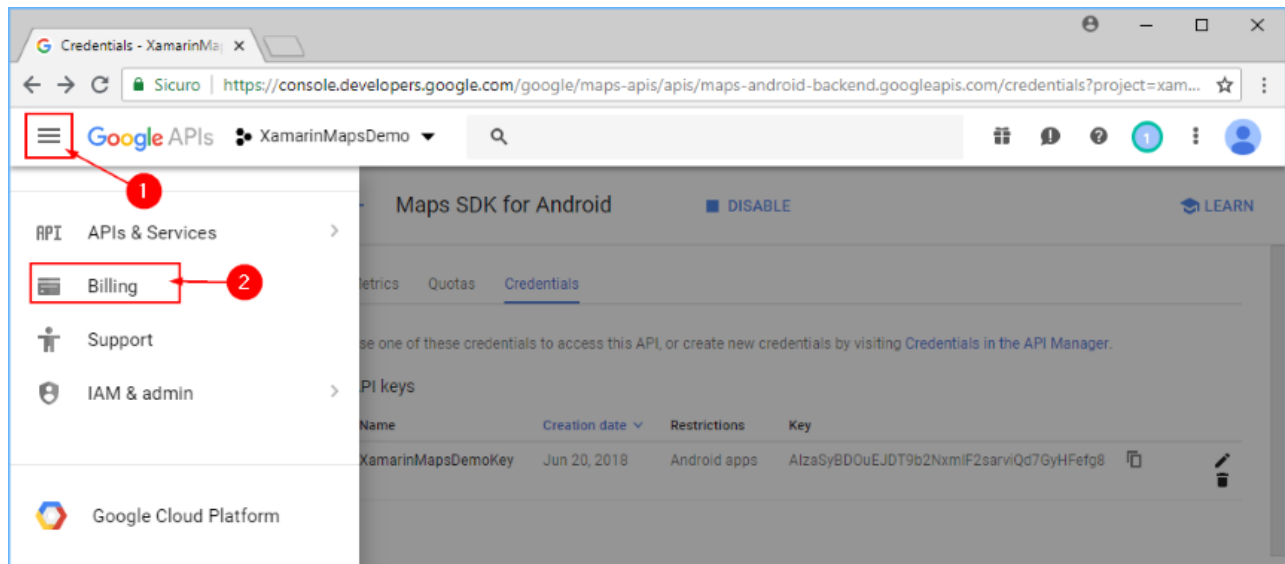 Credentials - XamarinMa
Sicuro | https://console.developers.google.com/google/maps-apis/apis/maps-android-backend.googleapis.com/credentials?project=xam...
Google APIs XamarinMapsDemo 1
1
Maps SDK for Android DISABLE LEARN
API APIs & Services
Billing 2
etrics Quotas Credentials
Support
se one of these credentials to access this API, or create new credentials by visiting Credentials in the API Manager.
IAM & admin
PI keys
Name Creation date Restrictions Key
XamarinMapsDemoKey Jun 20, 2018 Android apps AIzaSyBDOuEJDT9b2NxmIF2sarviQd7GyHFefg8
Google Cloud Platform